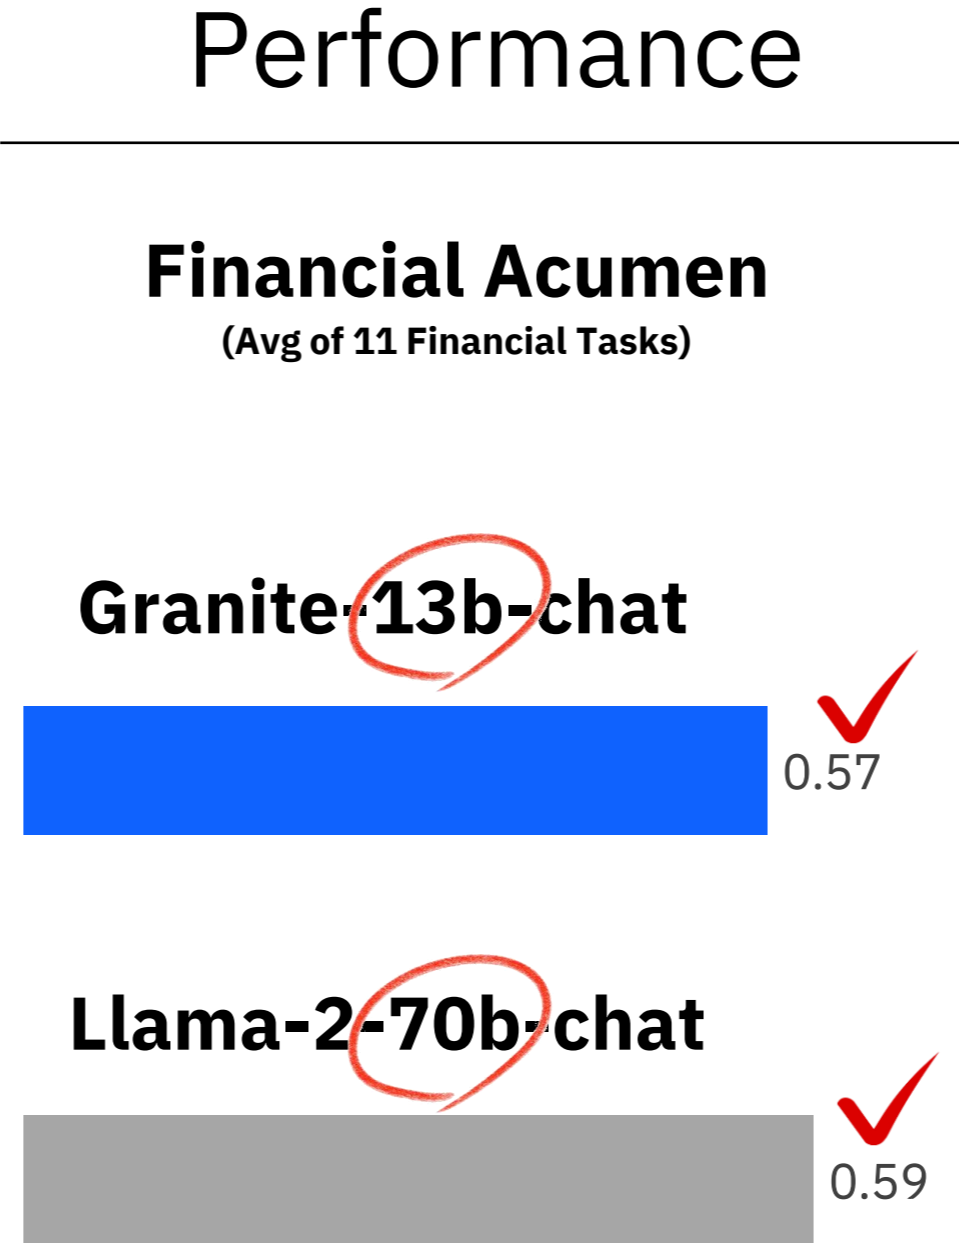 Performance
Financial Acumen
(Avg of 11 Financial Tasks)
Granite-13b-chat
0.57
Llama-2-70b-chat
0.59